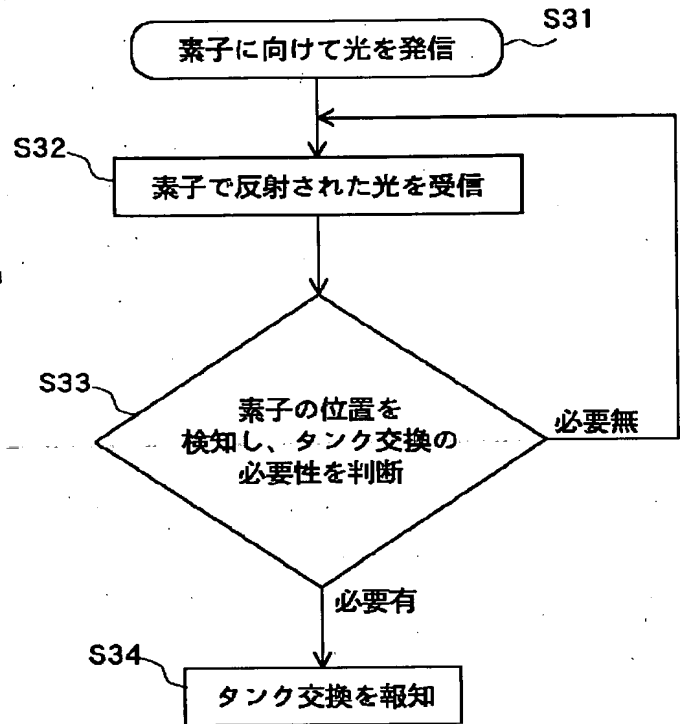 素子に向けて光を発信
S31
S32
素子で反射された光を受信
S33
素子の位置を
検知し、タンク交換の
必要性を判断
必要無
必要有
S34
タンク交換を報知